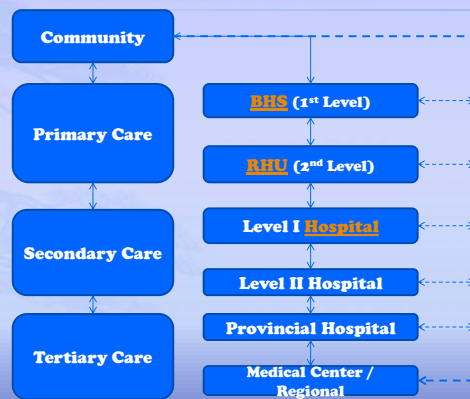 Community
Primary Care
Secondary Care
Tertiary Care
BHS (1st Level)
RHU (2nd Level)
Level I Hospital
Level II Hospital
Provincial Hospital
Medical Center /
Regional